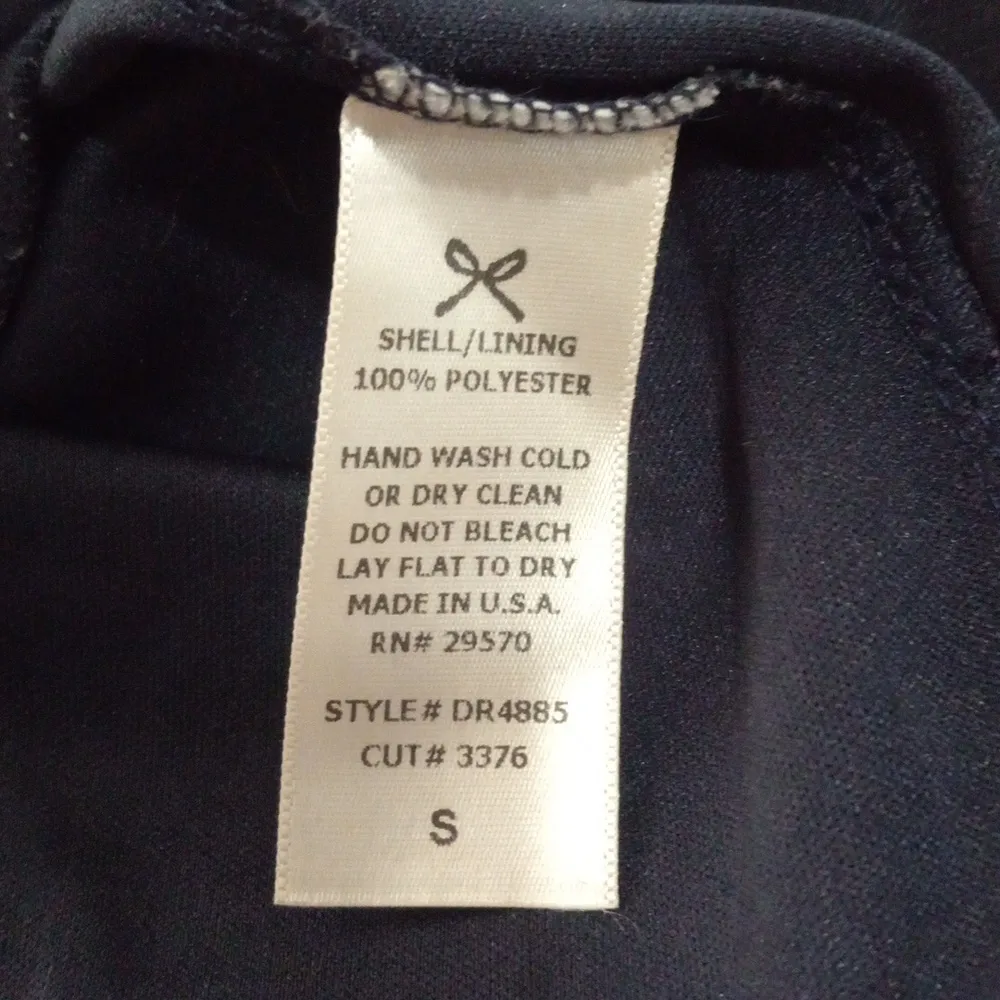 SHELL/LINING
100% POLYESTER
HAND WASH COLD
OR DRY CLEAN
DO NOT BLEACH
LAY FLAT TO DRY
MADE IN U.S.A.
RN# 29570
STYLE# DR4885
CUT# 3376
S